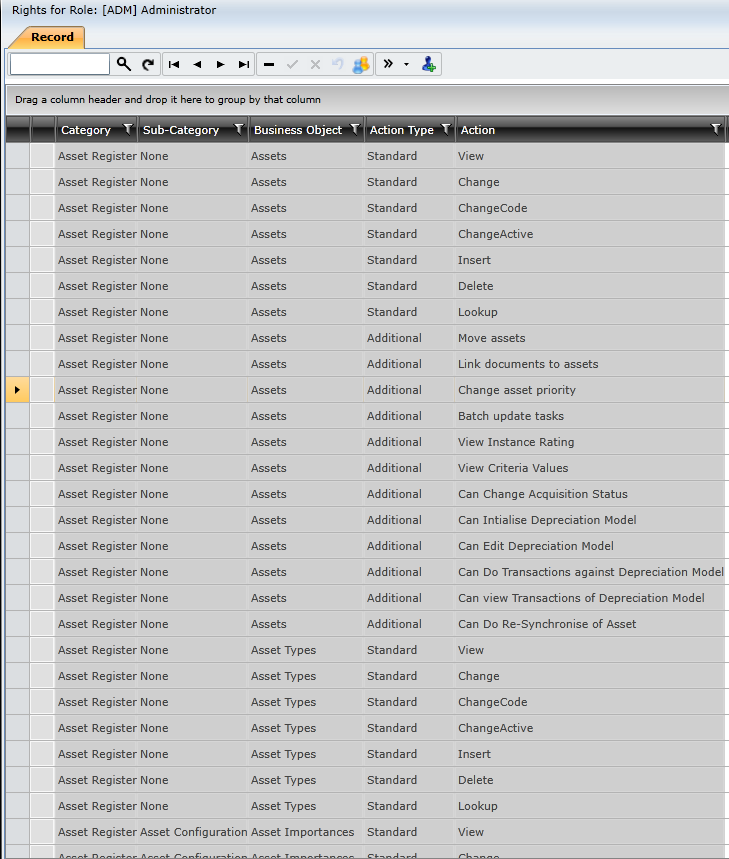 Rights for Role: [ADM] Administrator
Record
Drag a column header and drop it here to group by that column
Category Sub-Category Business Object Action Type Action
Asset Register None Assets Standard View
Asset Register None Assets Standard Change
Asset Register None Assets Standard ChangeCode
Asset Register None Assets Standard ChangeActive
Asset Register None Assets Standard Insert
Asset Register None Assets Standard Delete
Asset Register None Assets Standard Lookup
Asset Register None Assets Additional Move assets
Asset Register None Assets Additional Link documents to assets
Asset Register None Assets Additional Change asset priority
Asset Register None Assets Additional Batch update tasks
Asset Register None Assets Additional View Instance Rating
Asset Register None Assets Additional View Criteria Values
Asset Register None Assets Additional Can Change Acquisition Status
Asset Register None Assets Additional Can Intialise Depreciation Model
Asset Register None Assets Additional Can Edit Depreciation Model
Asset Register None Assets Additional Can Do Transactions against Depreciation Model
Asset Register None Assets Additional Can view Transactions of Depreciation Model
Asset Register None Assets Additional Can Do Re-Synchronise of Asset
Asset Register None Asset Types Standard View
Asset Register None Asset Types Standard Change
Asset Register None Asset Types Standard ChangeCode
Asset Register None Asset Types Standard ChangeActive
Asset Register None Asset Types Standard Insert
Asset Register None Asset Types Standard Delete
Asset Register None Asset Types Standard Lookup
Asset Register Asset Configuration Asset Importances Standard View
Asset Register Asset Configuration Asset Importances Standard Change